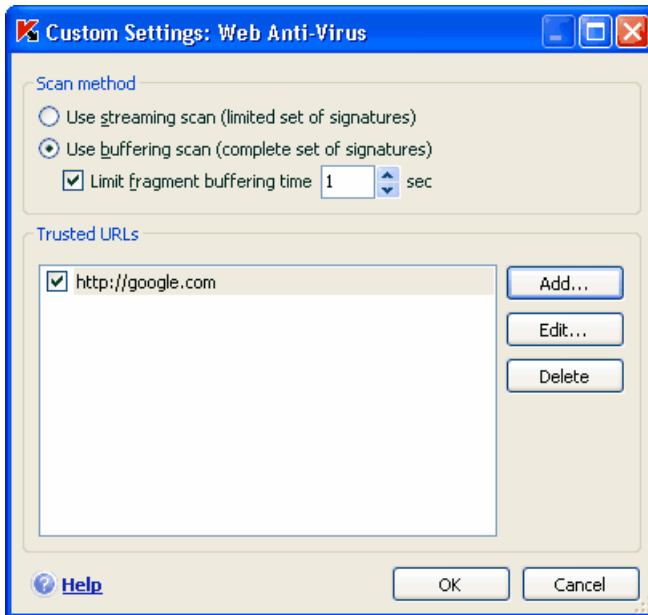 Custom Settings: Web Anti-Virus
Scan method
Use streaming scan (limited set of signatures)
Use buffering scan (complete set of signatures)
Limit fragment buffering time 1 sec
Trusted URLs
http://google.com
Add...
Edit...
Delete
Help
OK
Cancel